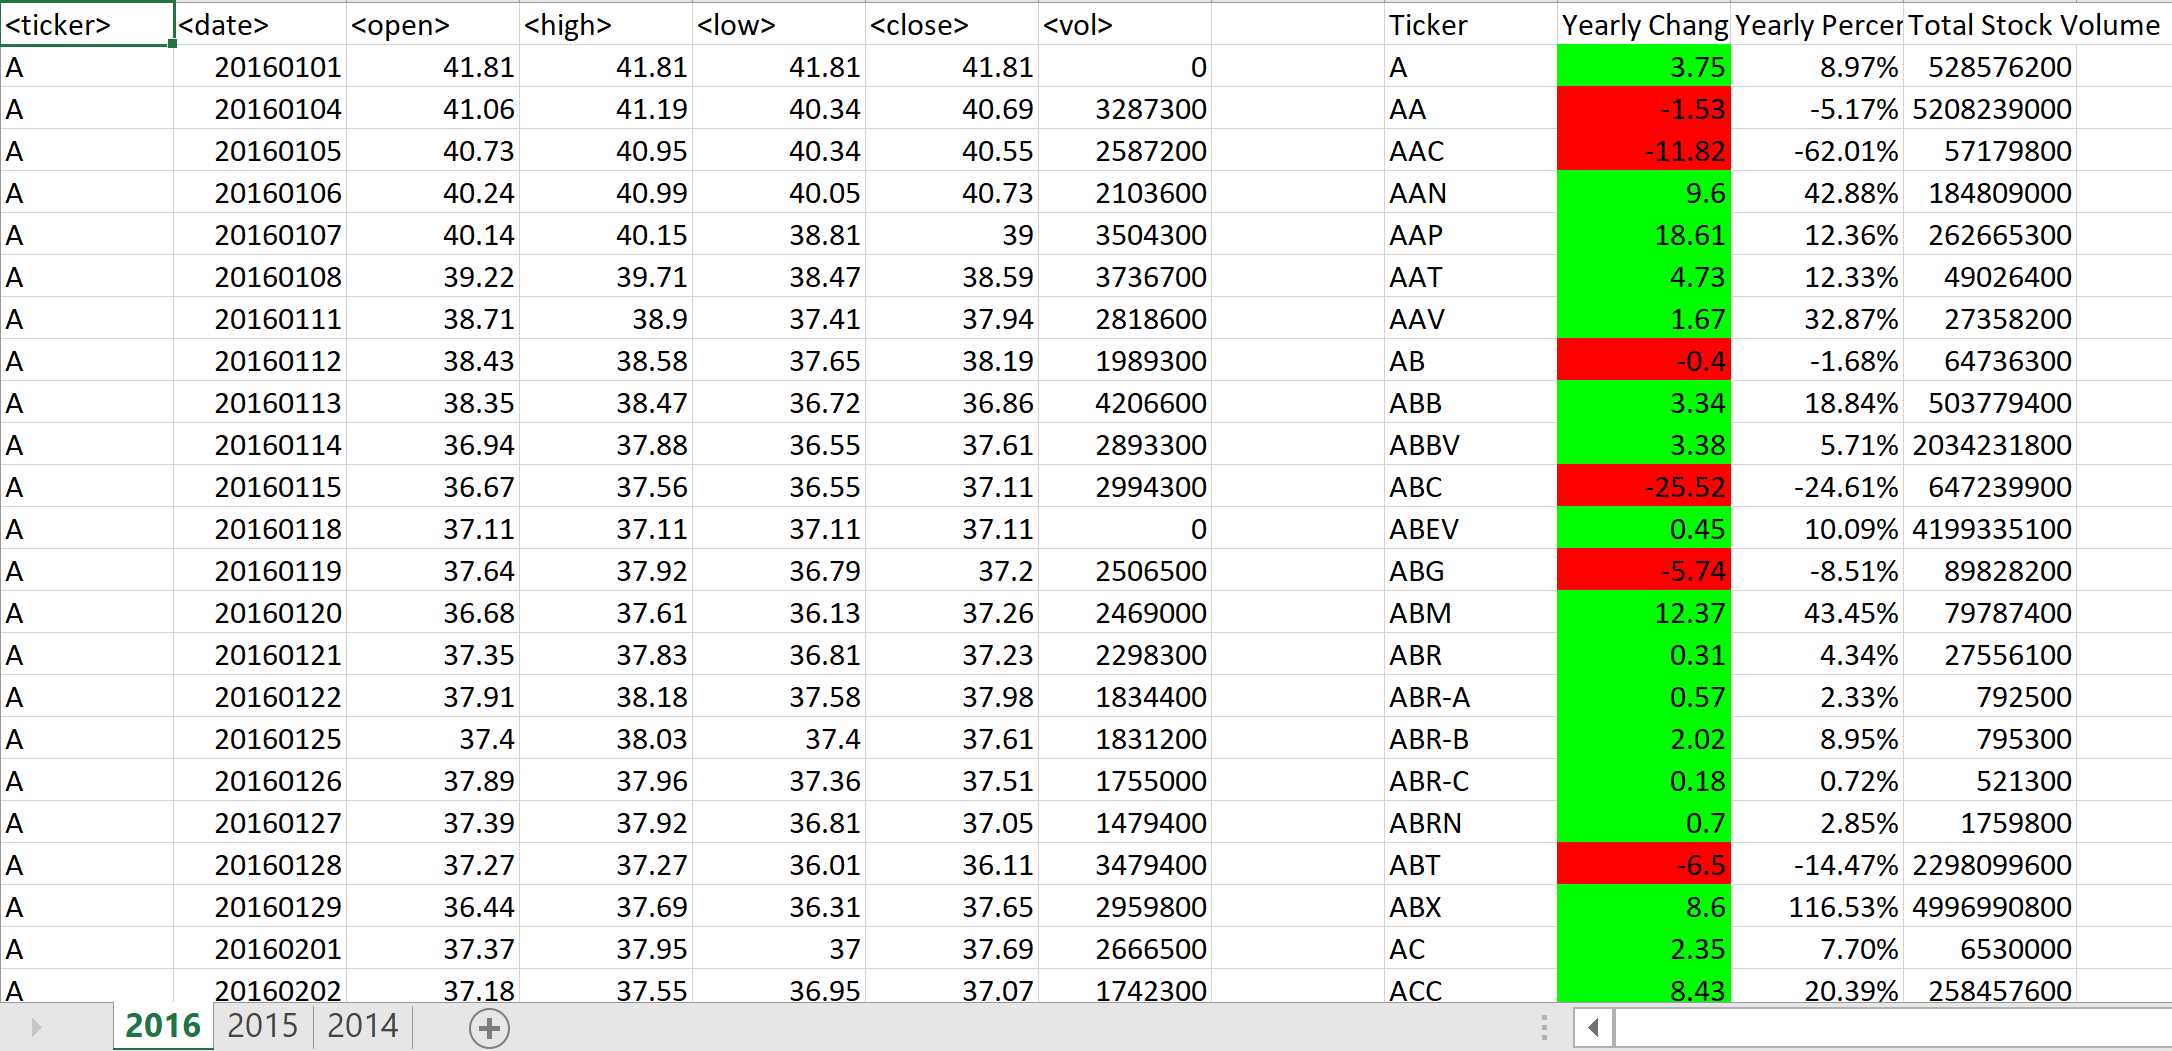 <ticker> <date> <open> <high> <low> <close> <vol> Ticker Yearly Chang Yearly Percer Total Stock Volume
A 20160101 41.81 41.81 41.81 41.81 0 A 3.75 8.97% 528576200
A 20160104 41.06 41.19 40.34 40.69 3287300 AA -1.53 -5.17% 5208239000
A 20160105 40.73 40.95 40.34 40.55 2587200 AAC -11.82 -62.01% 57179800
A 20160106 40.24 40.99 40.05 40.73 2103600 AAN 9.6 42.88% 184809000
A 20160107 40.14 40.15 38.81 39 3504300 AAP 18.61 12.36% 262665300
A 20160108 39.22 39.71 38.47 38.59 3736700 AAT 4.73 12.33% 49026400
A 20160111 38.71 38.9 37.41 37.94 2818600 AAV 1.67 32.87% 27358200
A 20160112 38.43 38.58 37.65 38.19 1989300 AB -0.4 -1.68% 64736300
A 20160113 38.35 38.47 36.72 36.86 4206600 ABB 3.34 18.84% 503779400
A 20160114 36.94 37.88 36.55 37.61 2893300 ABBV 3.38 5.71% 2034231800
A 20160115 36.67 37.56 36.55 37.11 2994300 ABC -25.52 -24.61% 647239900
A 20160118 37.11 37.11 37.11 37.11 0 ABEV 0.45 10.09% 4199335100
A 20160119 37.64 37.92 36.79 37.2 2506500 ABG -5.74 -8.51% 89828200
A 20160120 36.68 37.61 36.13 37.26 2469000 ABM 12.37 43.45% 79787400
A 20160121 37.35 37.83 36.81 37.23 2298300 ABR 0.31 4.34% 27556100
A 20160122 37.91 38.18 37.58 37.98 1834400 ABR-A 0.57 2.33% 792500
A 20160125 37.4 38.03 37.4 37.61 1831200 ABR-B 2.02 8.95% 795300
A 20160126 37.89 37.96 37.36 37.51 1755000 ABR-C 0.18 0.72% 521300
A 20160127 37.39 37.92 36.81 37.05 1479400 ABRN 0.7 2.85% 1759800
A 20160128 37.27 37.27 36.01 36.11 3479400 ABT -6.5 -14.47% 2298099600
A 20160129 36.44 37.69 36.31 37.65 2959800 ABX 8.6 116.53% 4996990800
A 20160201 37.37 37.95 37 37.69 2666500 AC 2.35 7.70% 6530000
A 20160202 37.18 37.55 36.95 37.07 1742300 ACC 8.43 20.39% 258457600
2016 2015 2014